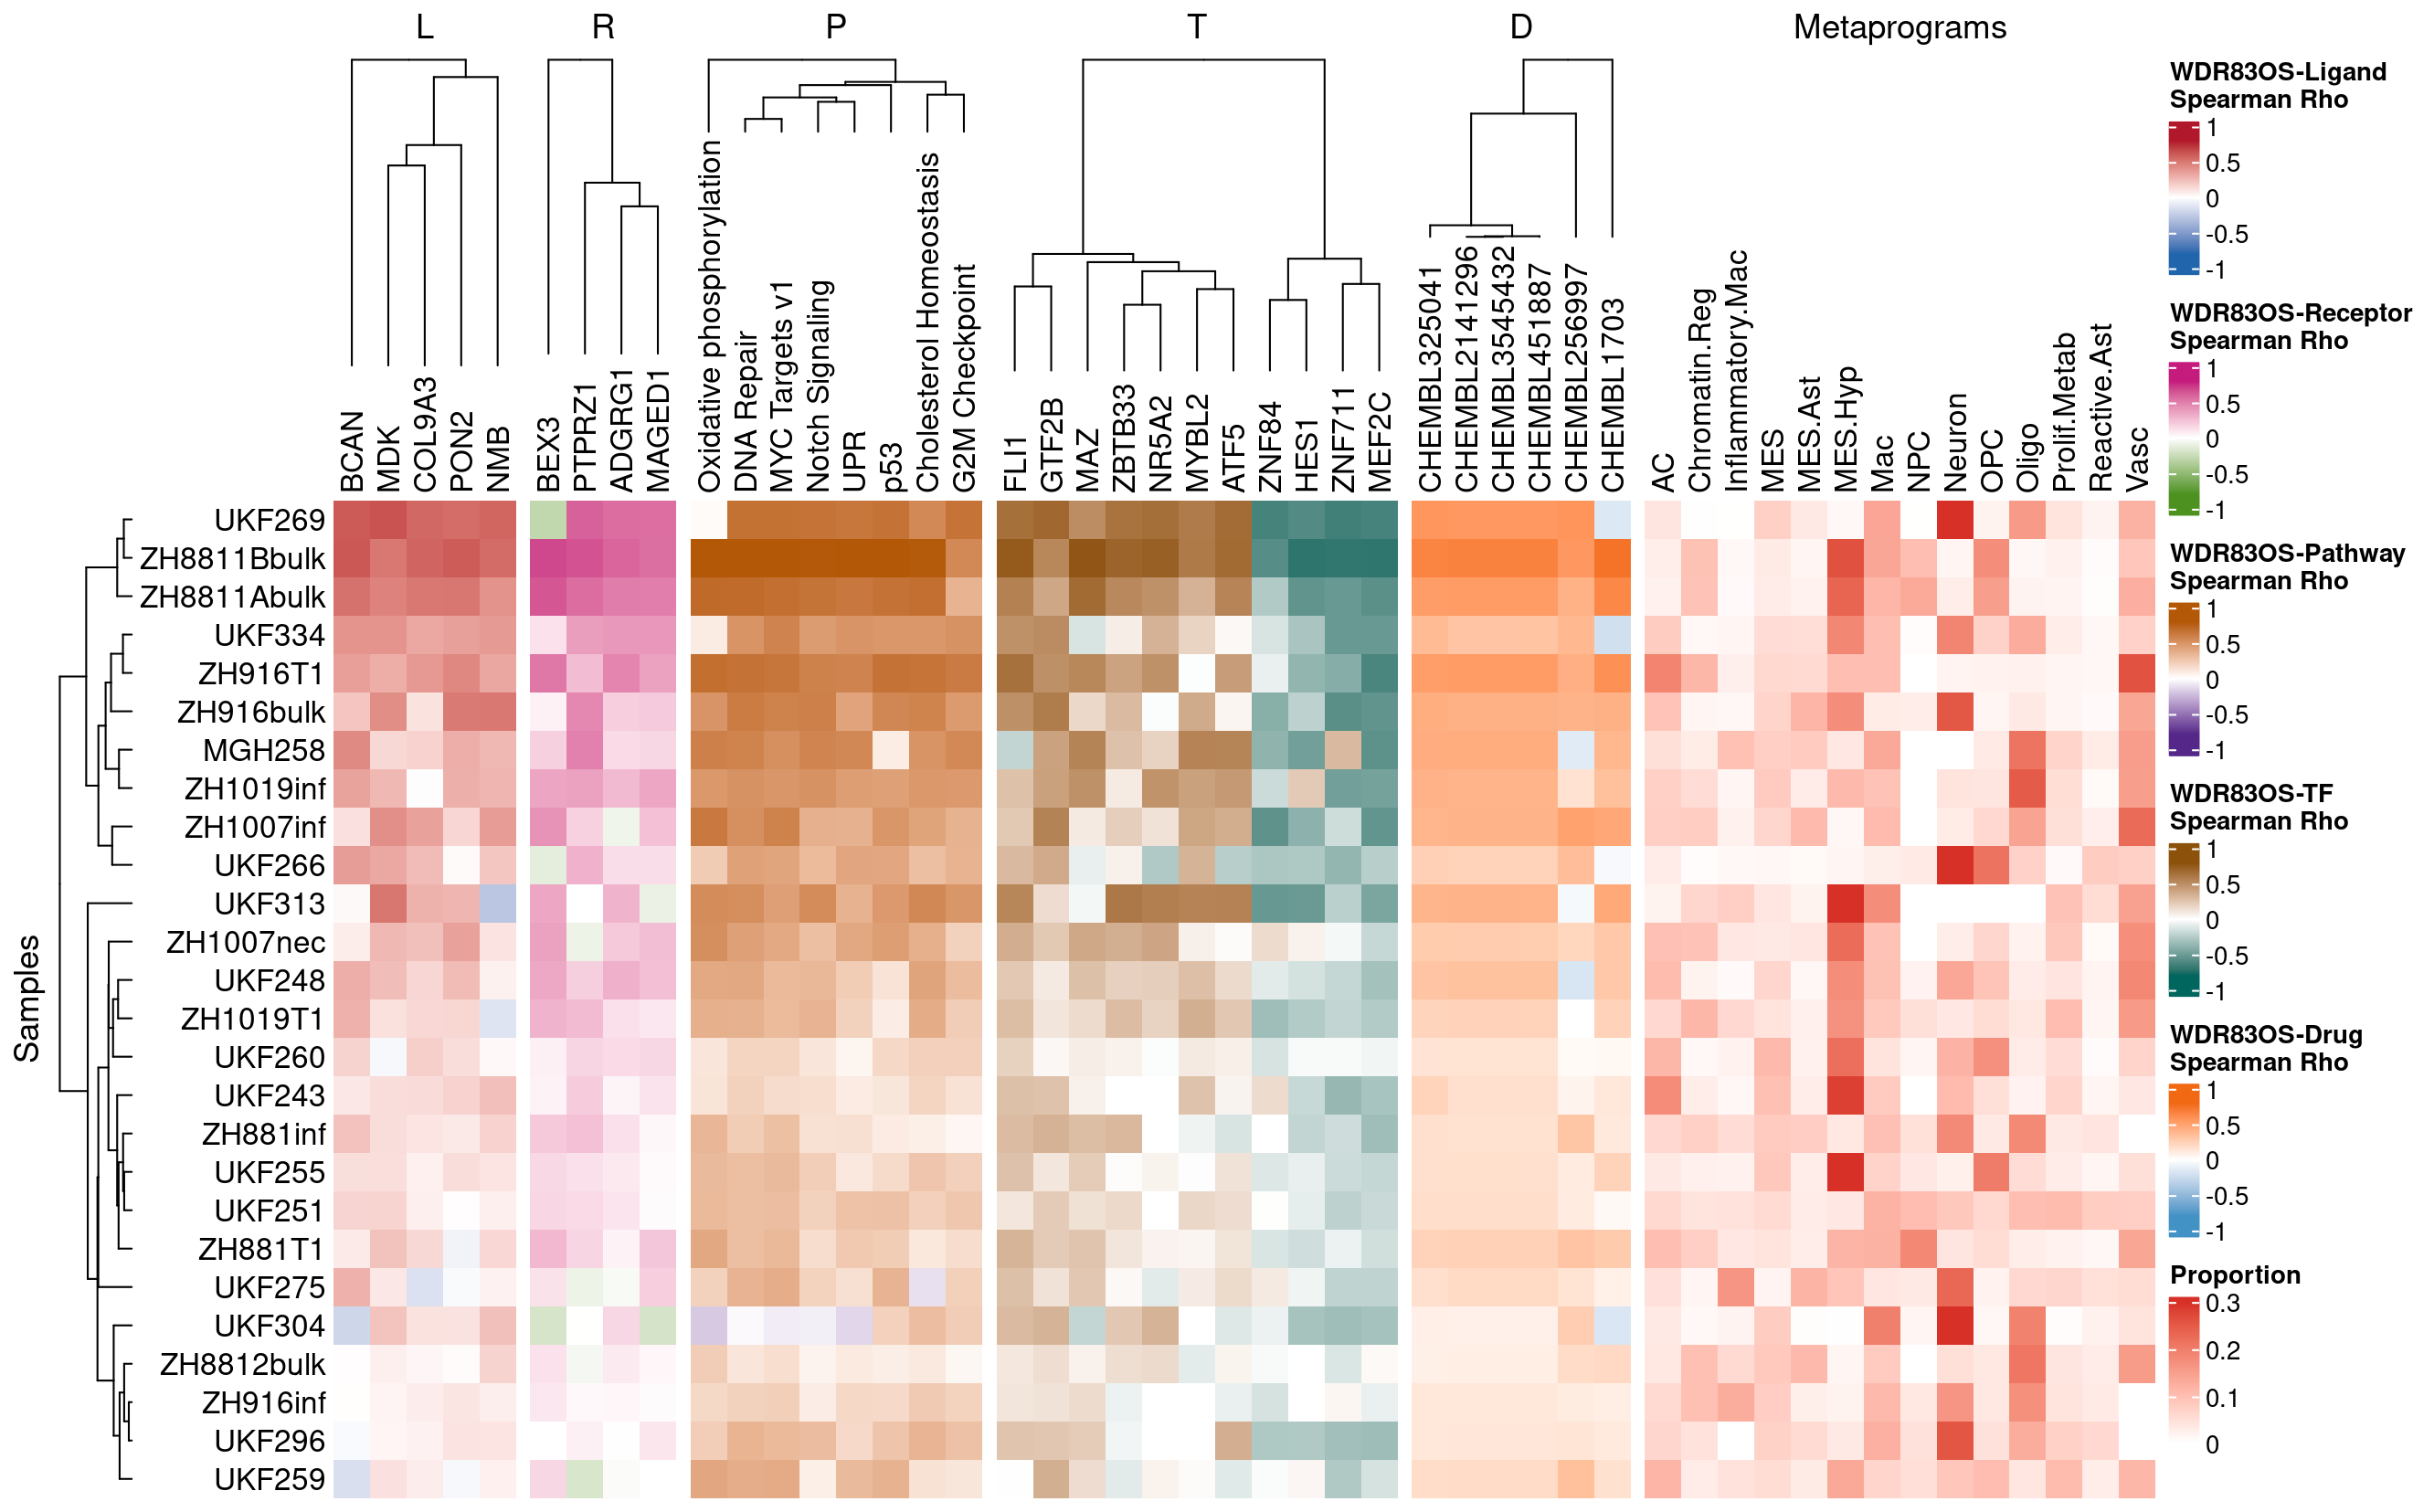 L R P T D Metaprograms
BCAN
MDK
COL9A3
PON2
NMB
BEX3
PTPRZ1
ADGRG1
MAGED1
Oxidative phosphorylation
DNA Repair
MYC Targets v1
Notch Signaling
UPR
p53
Cholesterol Homeostasis
G2M Checkpoint
FLI1
GTF2B
MAZ
ZBTB33
NR5A2
MYBL2
ATF5
ZNF84
HES1
ZNF711
MEF2C
CHEMBL325041
CHEMBL2141296
CHEMBL3545432
CHEMBL451887
CHEMBL256997
CHEMBL1703
AC
Chromatin.Reg
Inflammatory.Mac
MES
MES.Ast
MES.Hyp
Mac
NPC
Neuron
OPC
Oligo
Prolif.Metab
Reactive.Ast
Vasc
Samples
UKF269
ZH8811Bbulk
ZH8811Abulk
UKF334
ZH916T1
ZH916bulk
MGH258
ZH1019inf
ZH1007inf
UKF266
UKF313
ZH1007nec
UKF248
ZH1019T1
UKF260
UKF243
ZH881inf
UKF255
UKF251
ZH881T1
UKF275
UKF304
ZH8812bulk
ZH916inf
UKF296
UKF259
WDR83OS-Ligand
Spearman Rho
1
0.5
0
-0.5
-1
WDR83OS-Receptor
Spearman Rho
1
0.5
0
-0.5
-1
WDR83OS-Pathway
Spearman Rho
1
0.5
0
-0.5
-1
WDR83OS-TF
Spearman Rho
1
0.5
0
-0.5
-1
WDR83OS-Drug
Spearman Rho
1
0.5
0
-0.5
-1
Proportion
0.3
0.2
0.1
0